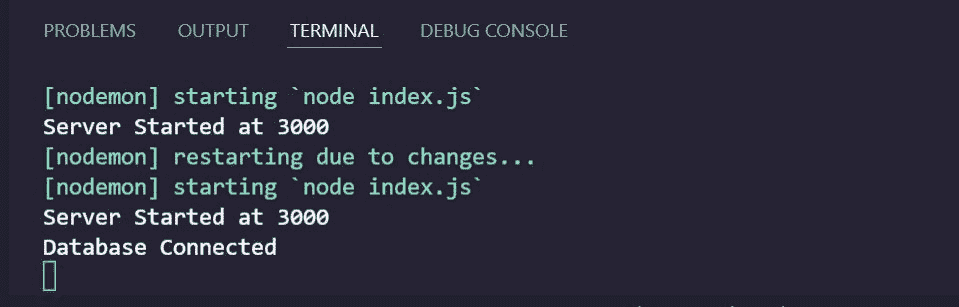 PROBLEMS OUTPUT TERMINAL DEBUG CONSOLE
[nodemon] starting `node index.js`
Server Started at 3000
[nodemon] restarting due to changes...
[nodemon] starting `node index.js`
Server Started at 3000
Database Connected